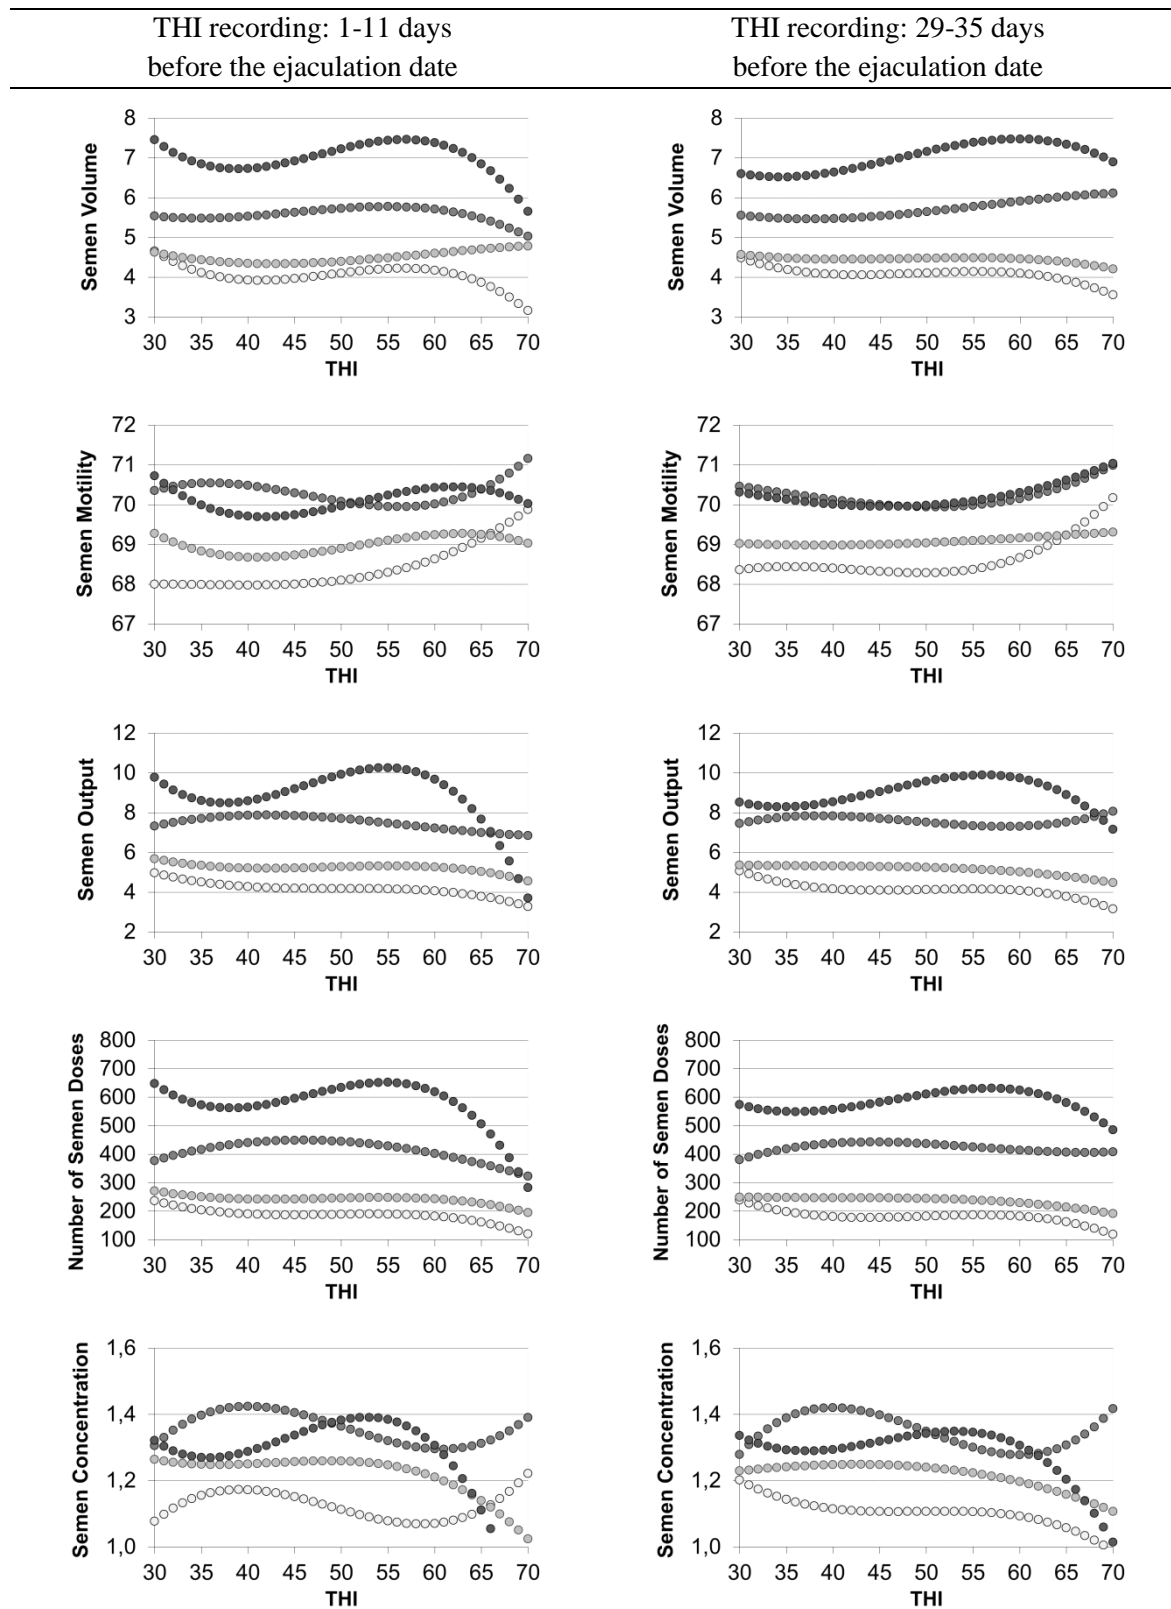 THI recording: 1-11 days
before the ejaculation date
THI recording: 29-35 days
before the ejaculation date
Semen Volume
8
7
6
5
4
3
30 35 40 45 50 55 60 65 70
THI
Semen Volume
8
7
6
5
4
3
30 35 40 45 50 55 60 65 70
THI
Semen Motility
72
71
70
69
68
67
30 35 40 45 50 55 60 65 70
THI
Semen Motility
72
71
70
69
68
67
30 35 40 45 50 55 60 65 70
THI
Semen Output
12
10
8
6
4
2
30 35 40 45 50 55 60 65 70
THI
Semen Output
12
10
8
6
4
2
30 35 40 45 50 55 60 65 70
THI
Number of Semen Doses
800
700
600
500
400
300
200
100
30 35 40 45 50 55 60 65 70
THI
Number of Semen Doses
800
700
600
500
400
300
200
100
30 35 40 45 50 55 60 65 70
THI
Semen Concentration
1,6
1,4
1,2
1,0
30 35 40 45 50 55 60 65 70
THI
Semen Concentration
1,6
1,4
1,2
1,0
30 35 40 45 50 55 60 65 70
THI